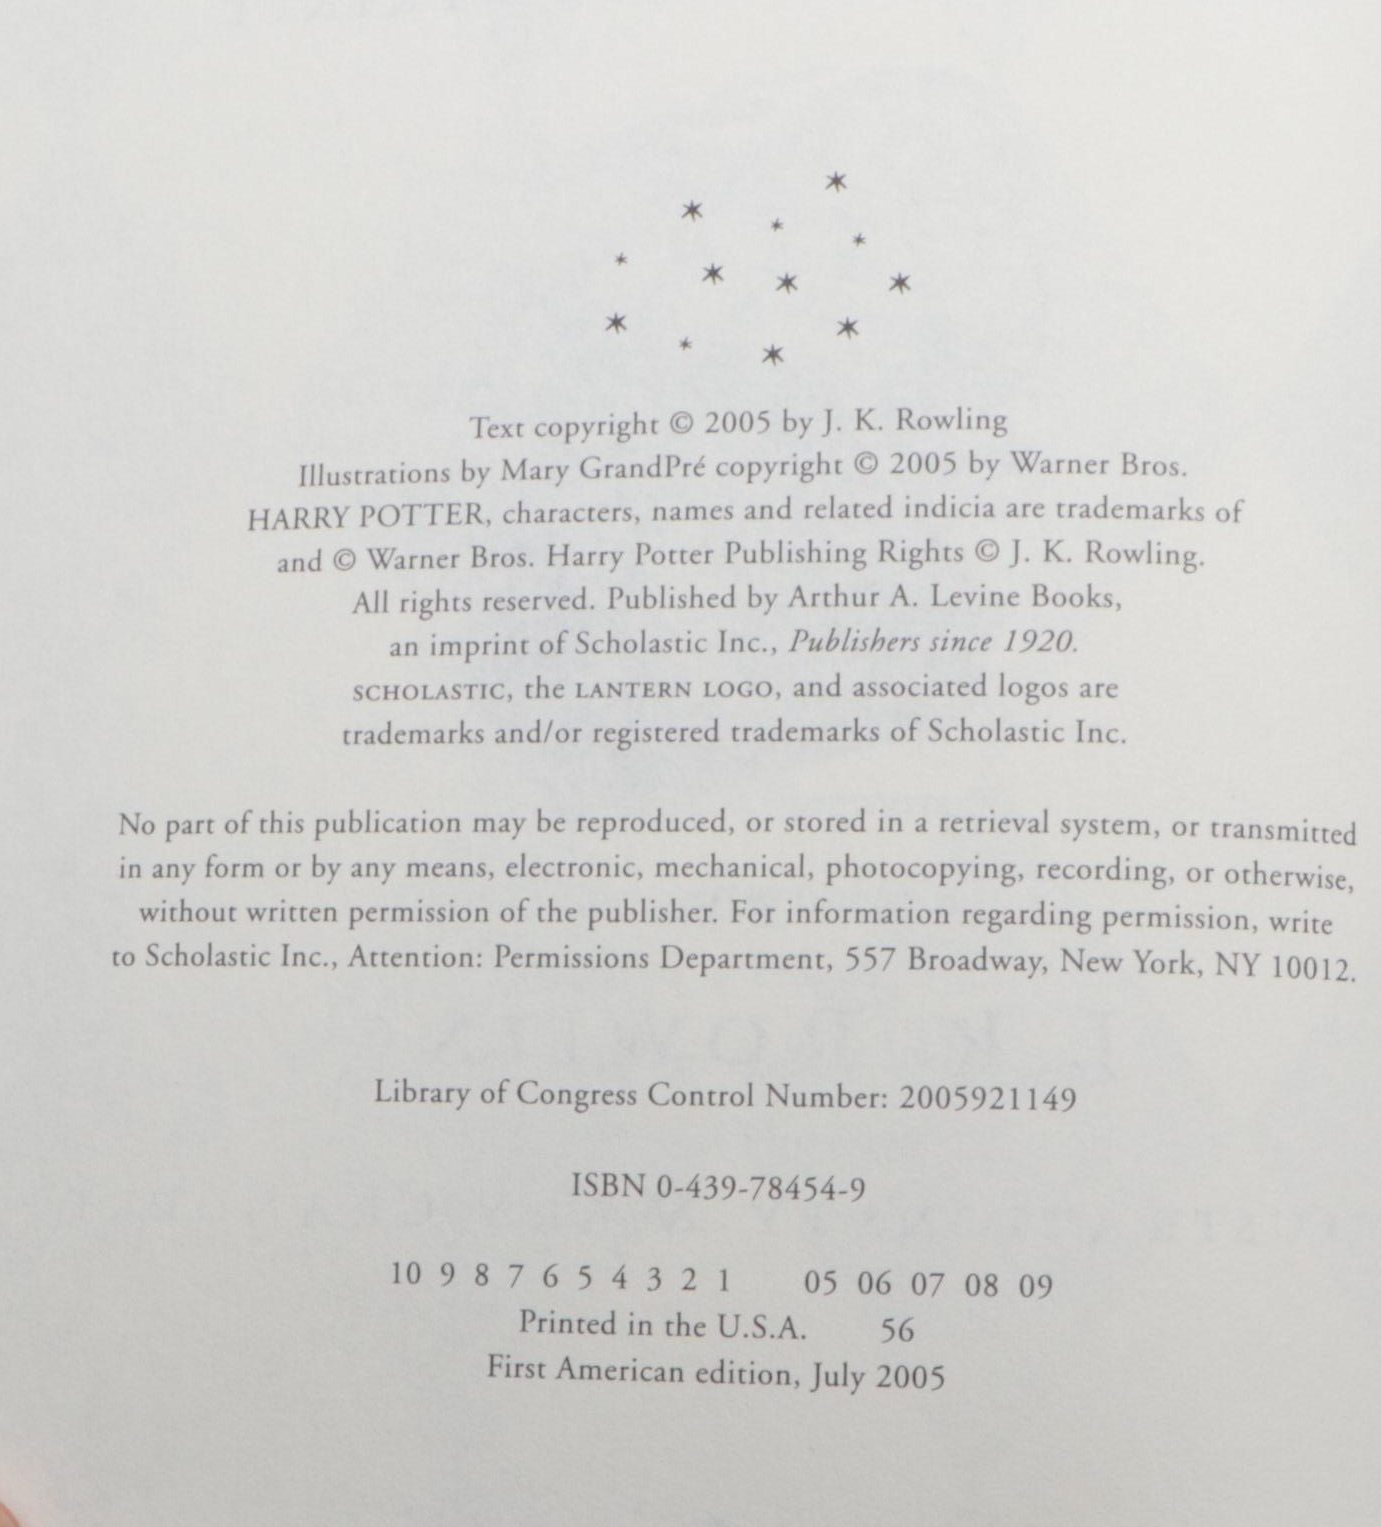 Text copyright © 2005 by J. K. Rowling
Illustrations by Mary GrandPré copyright © 2005 by Warner Bros.
HARRY POTTER, characters, names and related indicia are trademarks of
and © Warner Bros. Harry Potter Publishing Rights © J. K. Rowling.
All rights reserved. Published by Arthur A. Levine Books,
an imprint of Scholastic Inc., Publishers since 1920.
SCHOLASTIC, the LANTERN LOGO, and associated logos are
trademarks and/or registered trademarks of Scholastic Inc.
No part of this publication may be reproduced, or stored in a retrieval system, or transmitted
in any form or by any means, electronic, mechanical, photocopying, recording, or otherwise,
without written permission of the publisher. For information regarding permission, write
to Scholastic Inc., Attention: Permissions Department, 557 Broadway, New York, NY 10012.
Library of Congress Control Number: 2005921149
ISBN 0-439-78454-9
10 9 8 7 6 5 4 3 2 1 05 06 07 08 09
Printed in the U.S.A. 56
First American edition, July 2005